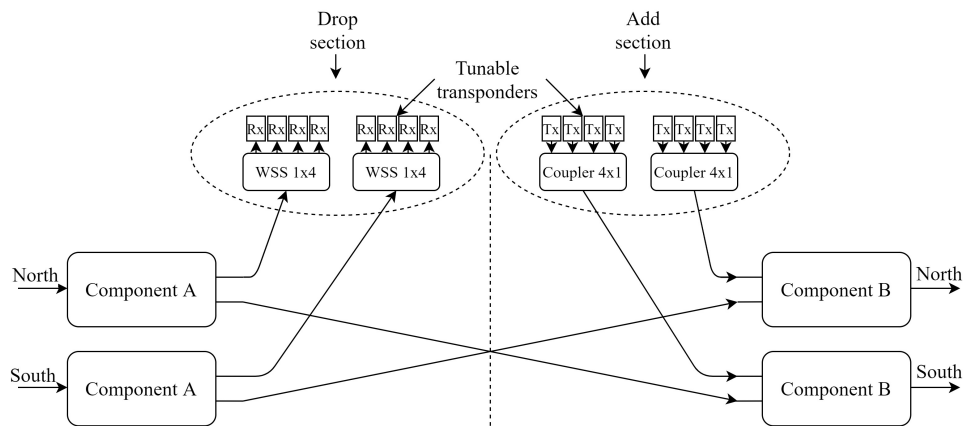 Drop
section
Add
section
Tunable
transponders
Rx Rx Rx Rx
Rx Rx Rx Rx
Tx Tx Tx Tx
Tx Tx Tx Tx
WSS 1x4
WSS 1x4
Coupler 4x1
Coupler 4x1
North
Component A
Component B
North
South
Component A
Component B
South